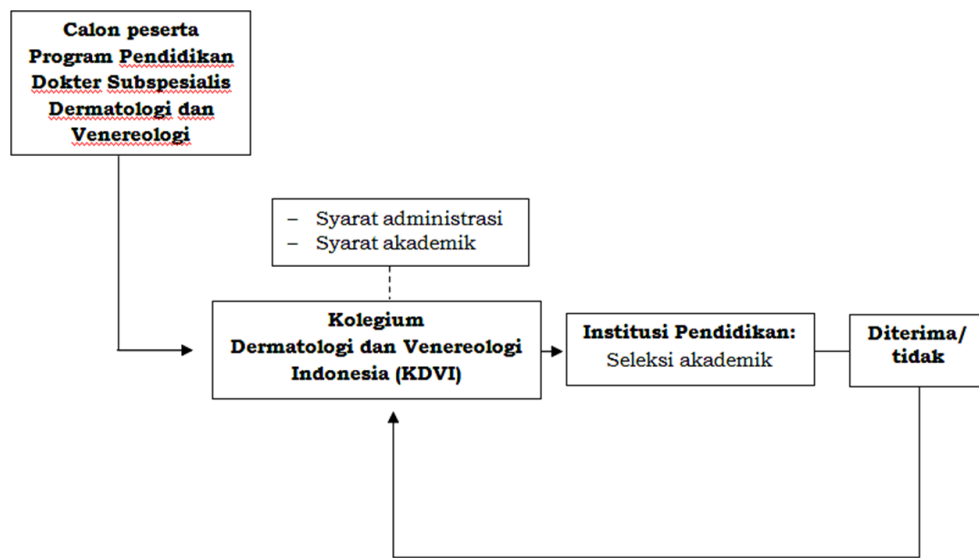 Calon peserta
Program Pendidikan
Dokter Subspesialis
Dermatologi dan
Venereologi
– Syarat administrasi
– Syarat akademik
Kolegium
Dermatologi dan Venereologi
Indonesia (KDVI)
Institusi Pendidikan:
Seleksi akademik
Diterima/
tidak